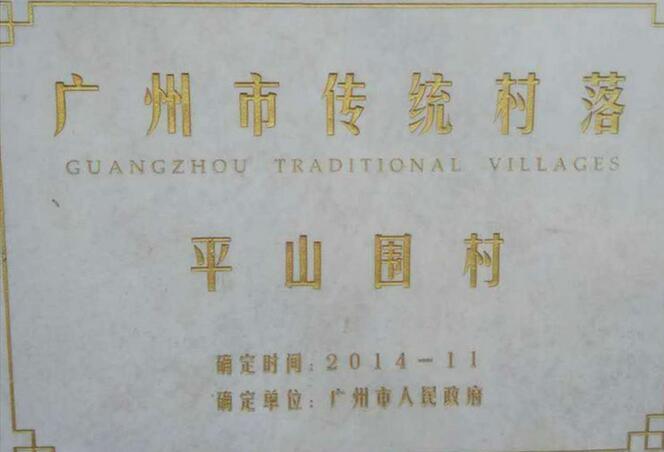 广州市传统村落
GUANGZHOU TRADITIONAL VILLAGES
平山围村
确定时间：2014－11
确定单位：广州市人民政府